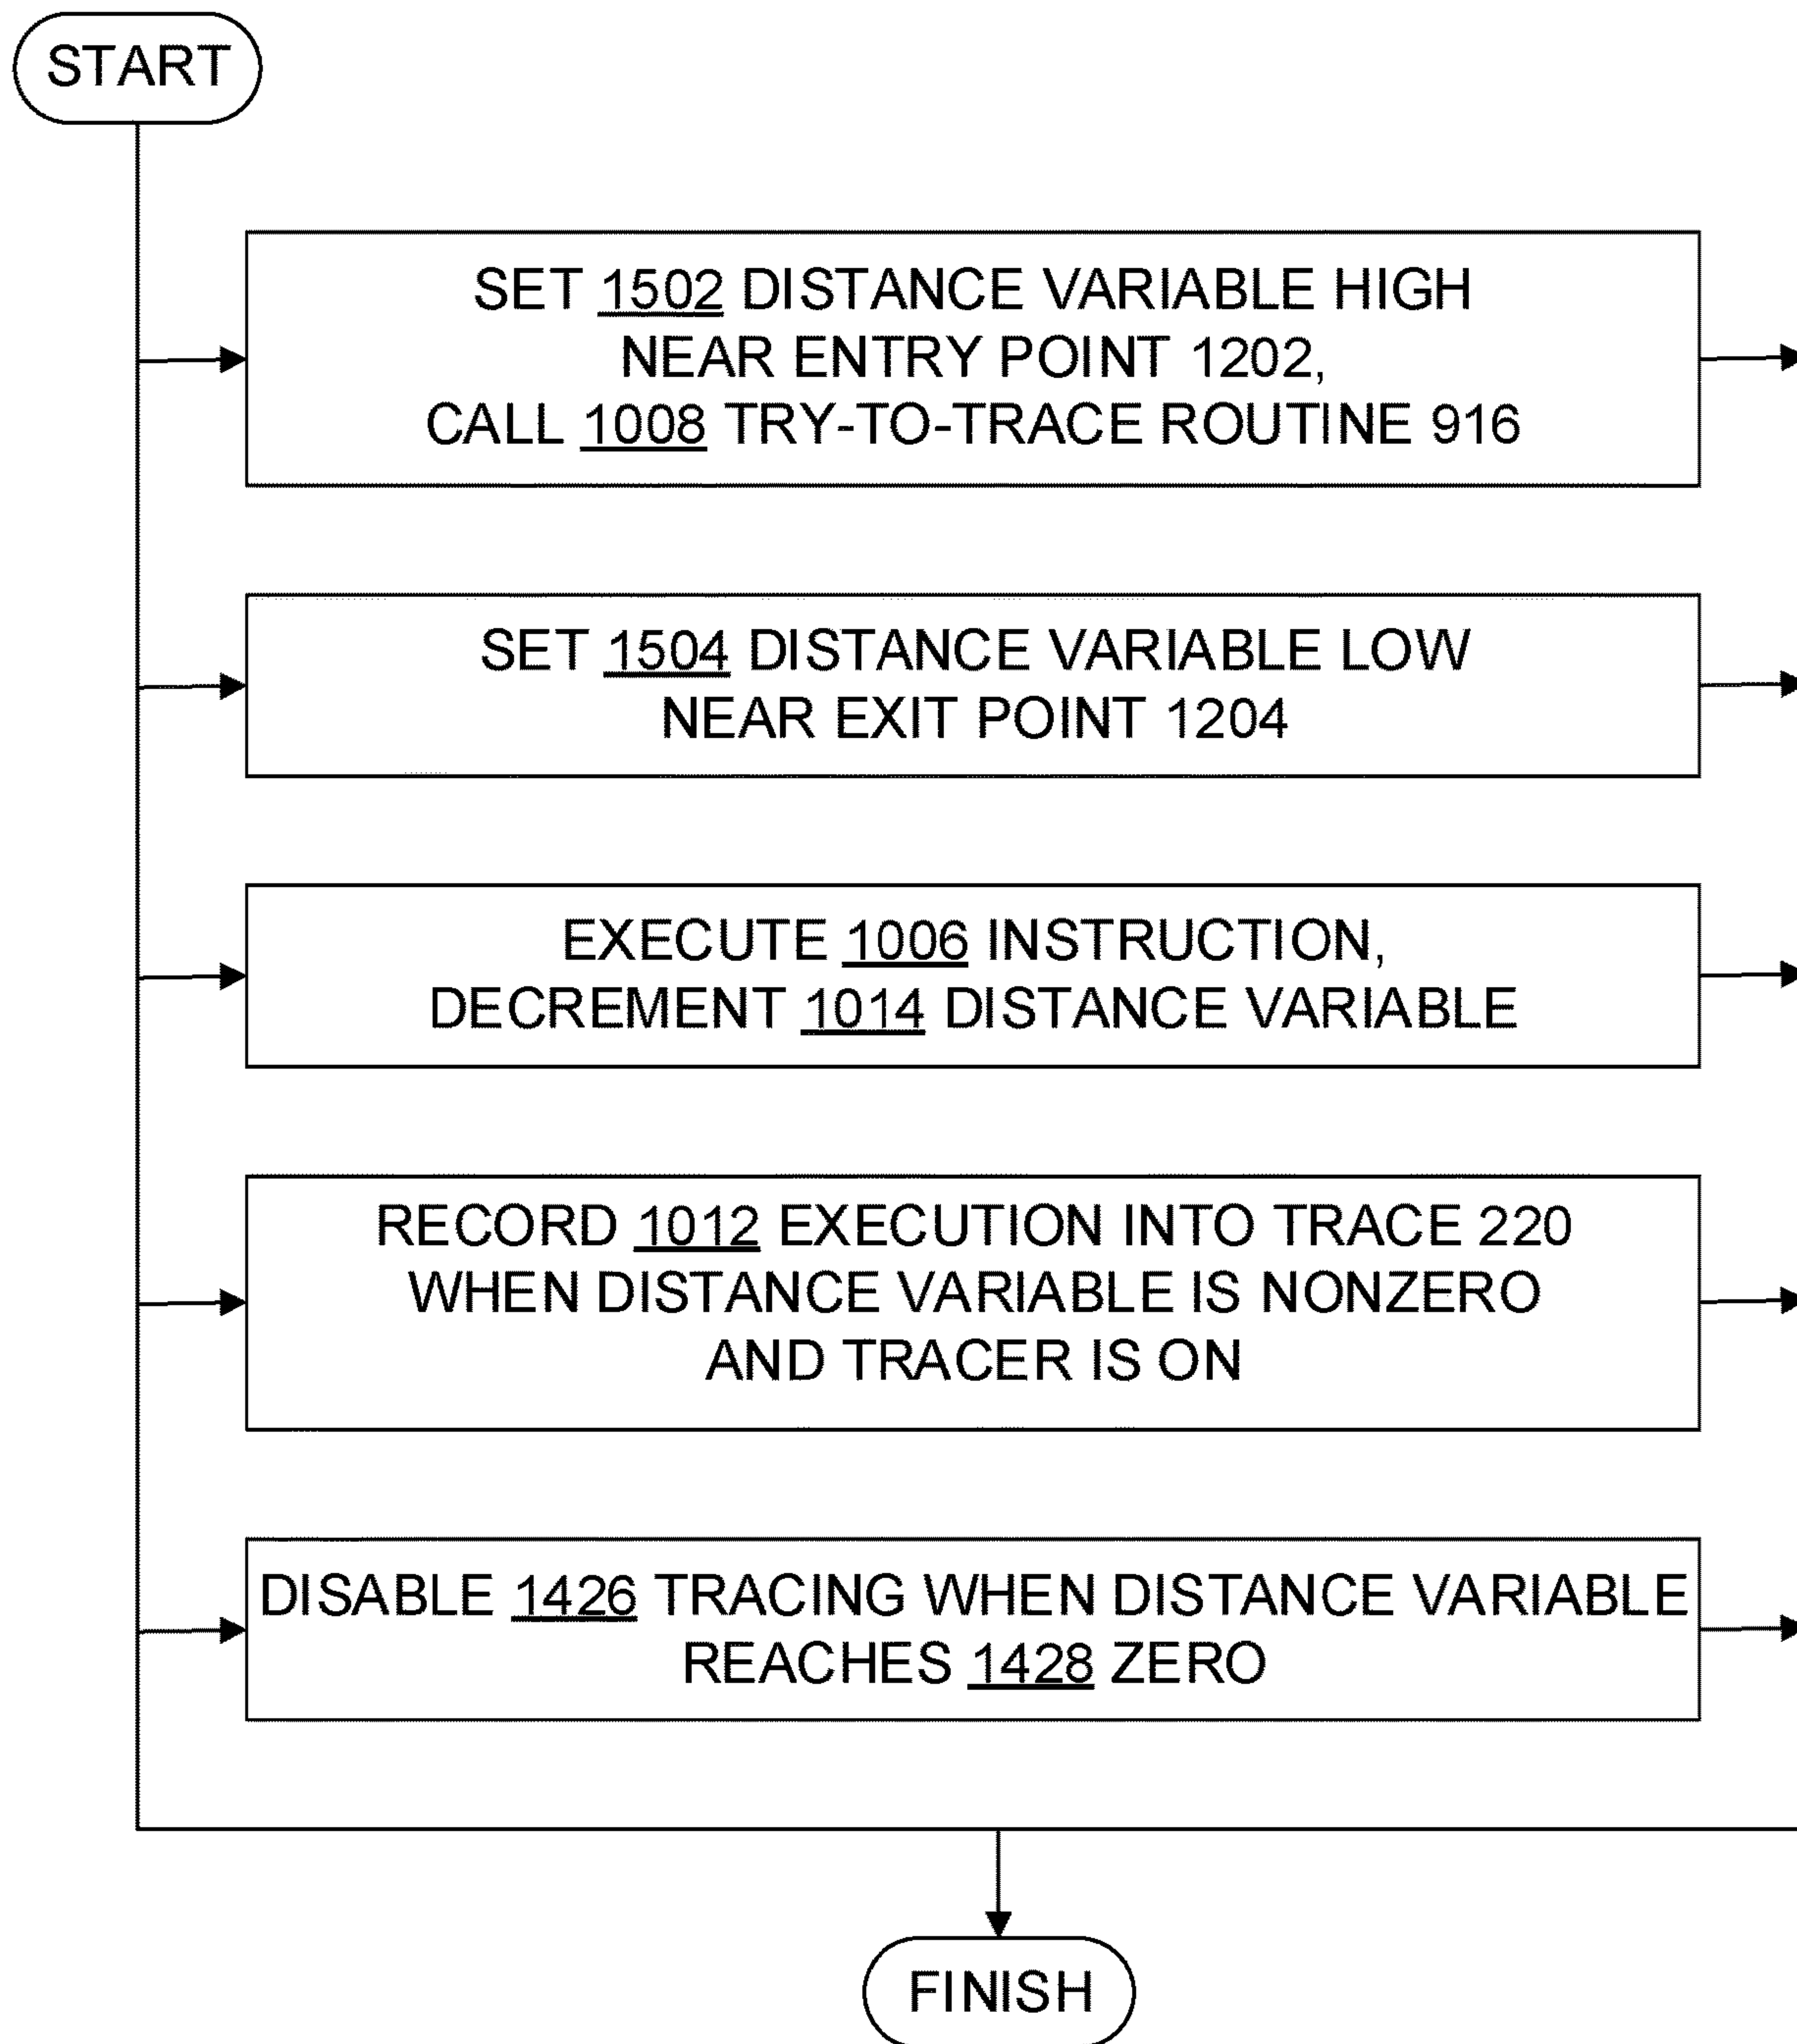 START
SET 1502 DISTANCE VARIABLE HIGH
NEAR ENTRY POINT 1202,
CALL 1008 TRY-TO-TRACE ROUTINE 916
SET 1504 DISTANCE VARIABLE LOW
NEAR EXIT POINT 1204
EXECUTE 1006 INSTRUCTION,
DECREMENT 1014 DISTANCE VARIABLE
RECORD 1012 EXECUTION INTO TRACE 220
WHEN DISTANCE VARIABLE IS NONZERO
AND TRACER IS ON
DISABLE 1426 TRACING WHEN DISTANCE VARIABLE
REACHES 1428 ZERO
FINISH